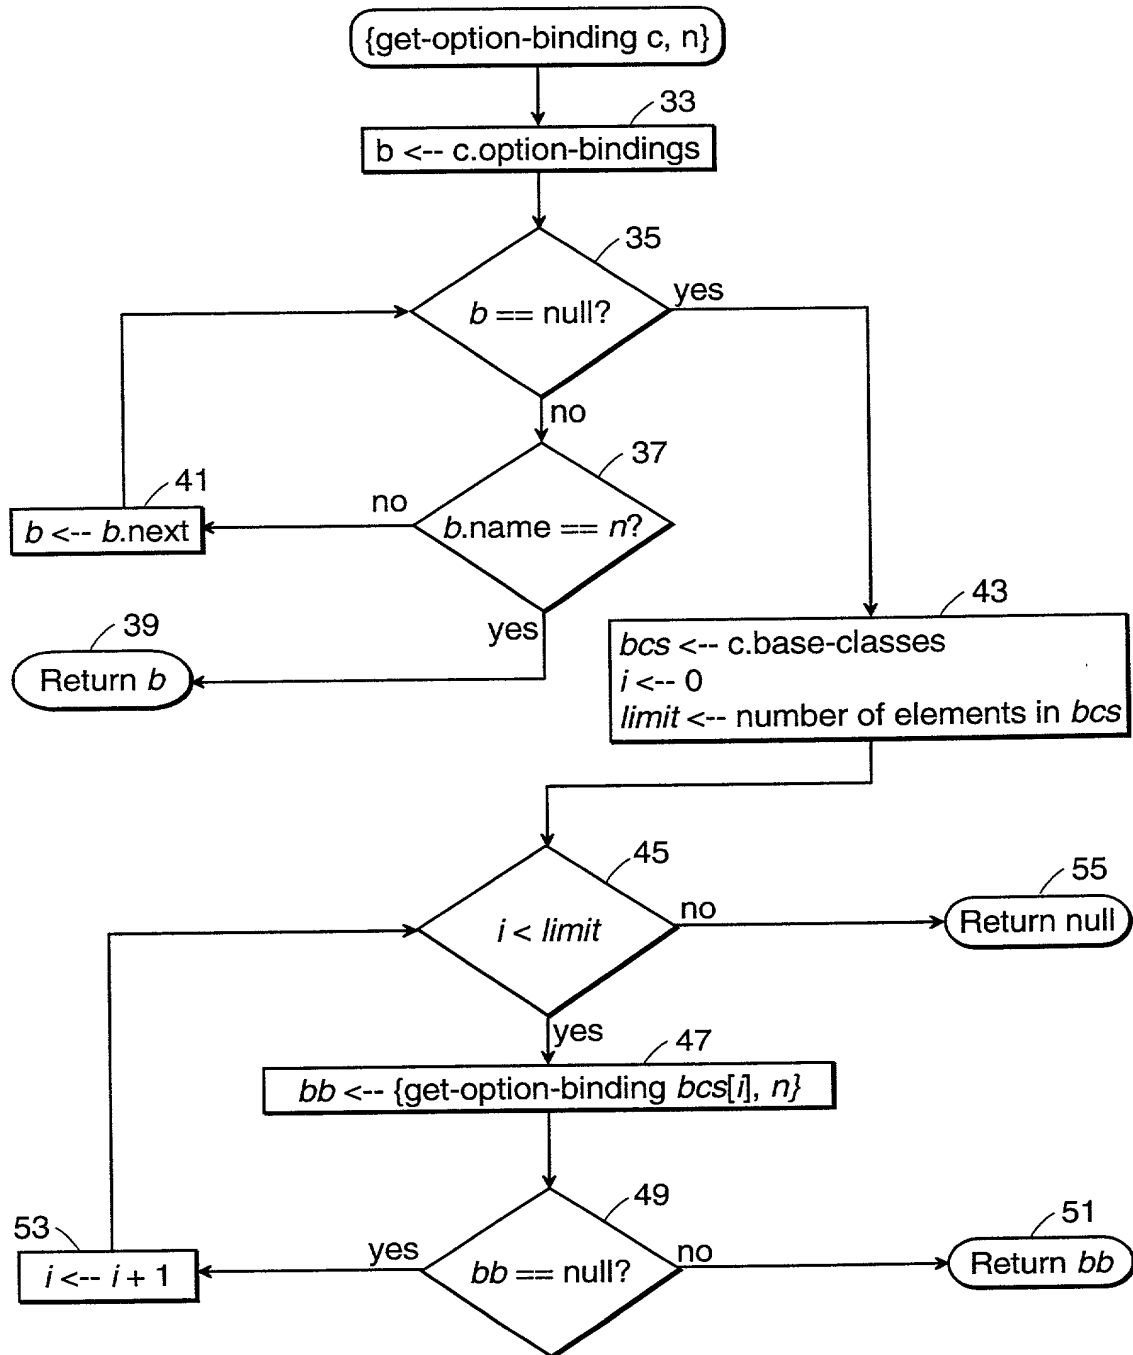 {get-option-binding c, n}
33
b <-- c.option-bindings
35
b == null?
yes
no
37
b.name == n?
no
41
b <-- b.next
yes
39
Return b
43
bcs <-- c.base-classes
i <-- 0
limit <-- number of elements in bcs
45
i < limit
no
55
Return null
yes
47
bb <-- {get-option-binding bcs[i], n}
49
bb == null?
yes
53
i <-- i + 1
no
51
Return bb